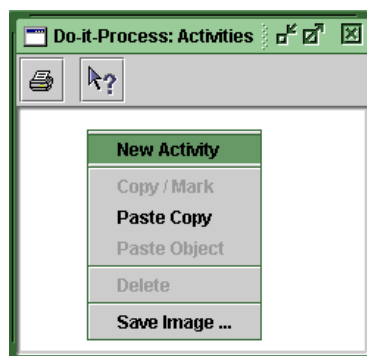 Do-it-Process: Activities
?
New Activity
Copy / Mark
Paste Copy
Paste Object
Delete
Save Image ...